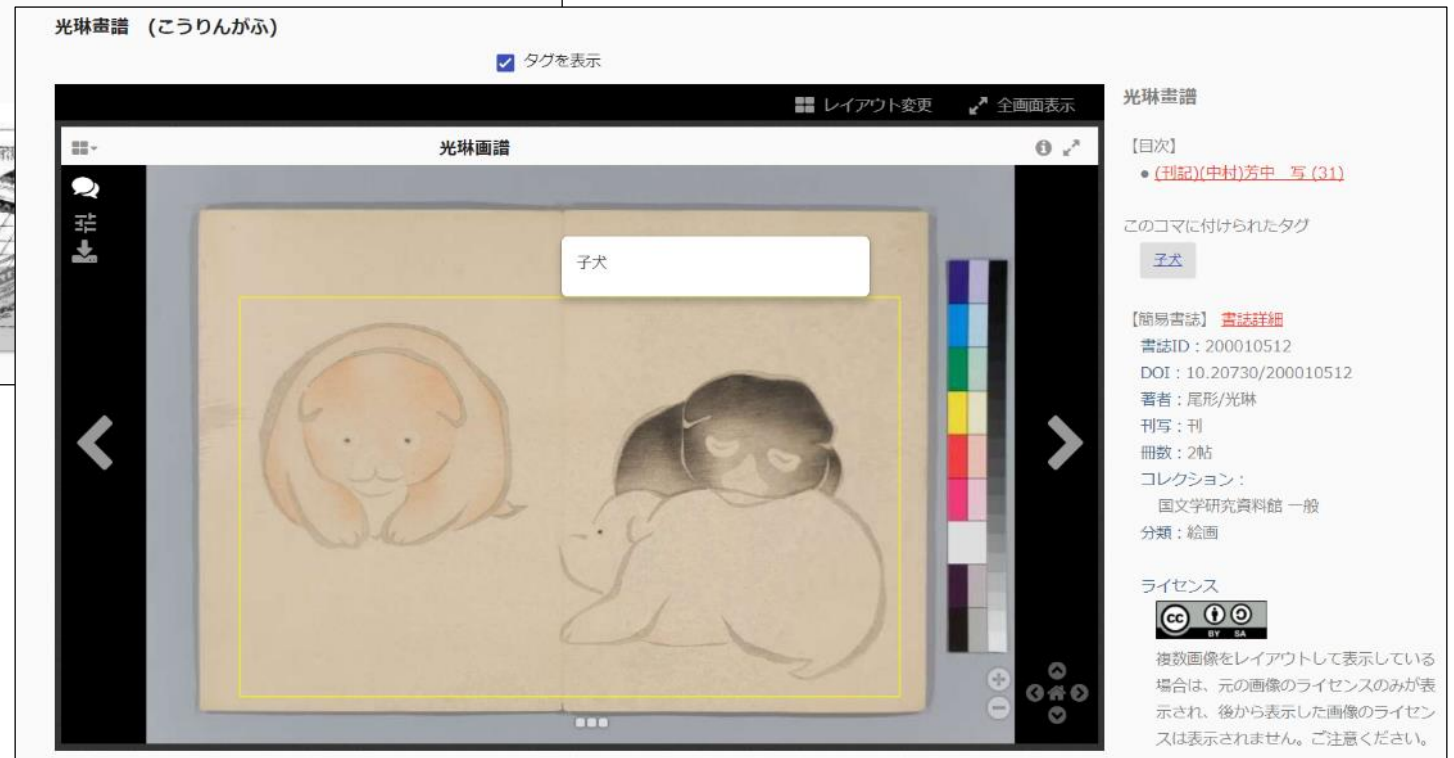 光琳畫譜 (こうりんがふ)
タグを表示
レイアウト変更 全画面表示
光琳画譜
子犬
光琳畫譜
【目次】
• (刊記)(中村)芳中 写 (31)
このコマに付けられたタグ
子犬
【簡易書誌】 書誌詳細
書誌ID：200010512
DOI：10.20730/200010512
著者：尾形/光琳
刊写：刊
冊数：2帖
コレクション：
国文学研究資料館 一般
分類：絵画
ライセンス
CC BY SA
複数画像をレイアウトして表示している
場合は、元の画像のライセンスのみが表
示され、後から表示した画像のライセン
スは表示されません。ご注意ください。